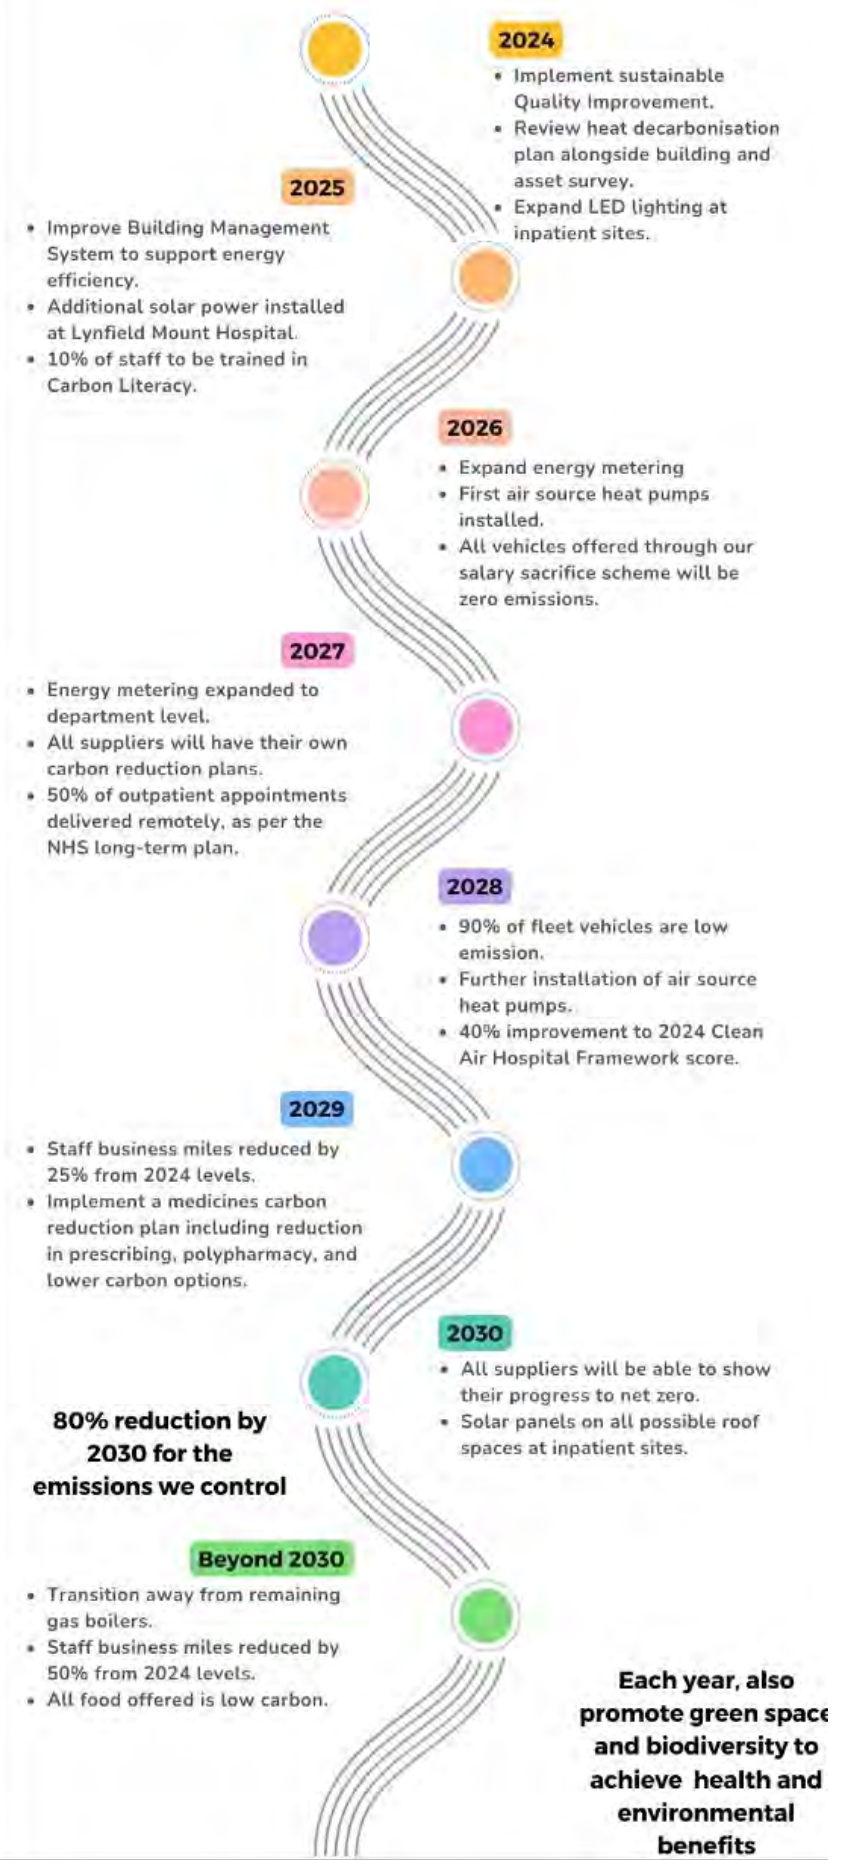 2024
• Implement sustainable
Quality Improvement.
• Review heat decarbonisation
plan alongside building and
asset survey.
• Expand LED lighting at
inpatient sites.
2025
• Improve Building Management
System to support energy
efficiency.
• Additional solar power installed
at Lynfield Mount Hospital.
• 10% of staff to be trained in
Carbon Literacy.
2026
• Expand energy metering
• First air source heat pumps
installed.
• All vehicles offered through our
salary sacrifice scheme will be
zero emissions.
2027
• Energy metering expanded to
department level.
• All suppliers will have their own
carbon reduction plans.
• 50% of outpatient appointments
delivered remotely, as per the
NHS long-term plan.
2028
• 90% of fleet vehicles are low
emission.
• Further installation of air source
heat pumps.
• 40% improvement to 2024 Clean
Air Hospital Framework score.
2029
• Staff business miles reduced by
25% from 2024 levels.
• Implement a medicines carbon
reduction plan including reduction
in prescribing, polypharmacy, and
lower carbon options.
2030
• All suppliers will be able to show
their progress to net zero.
• Solar panels on all possible roof
spaces at inpatient sites.
80% reduction by
2030 for the
emissions we control
Beyond 2030
• Transition away from remaining
gas boilers.
• Staff business miles reduced by
50% from 2024 levels.
• All food offered is low carbon.
Each year, also
promote green space
and biodiversity to
achieve health and
environmental
benefits